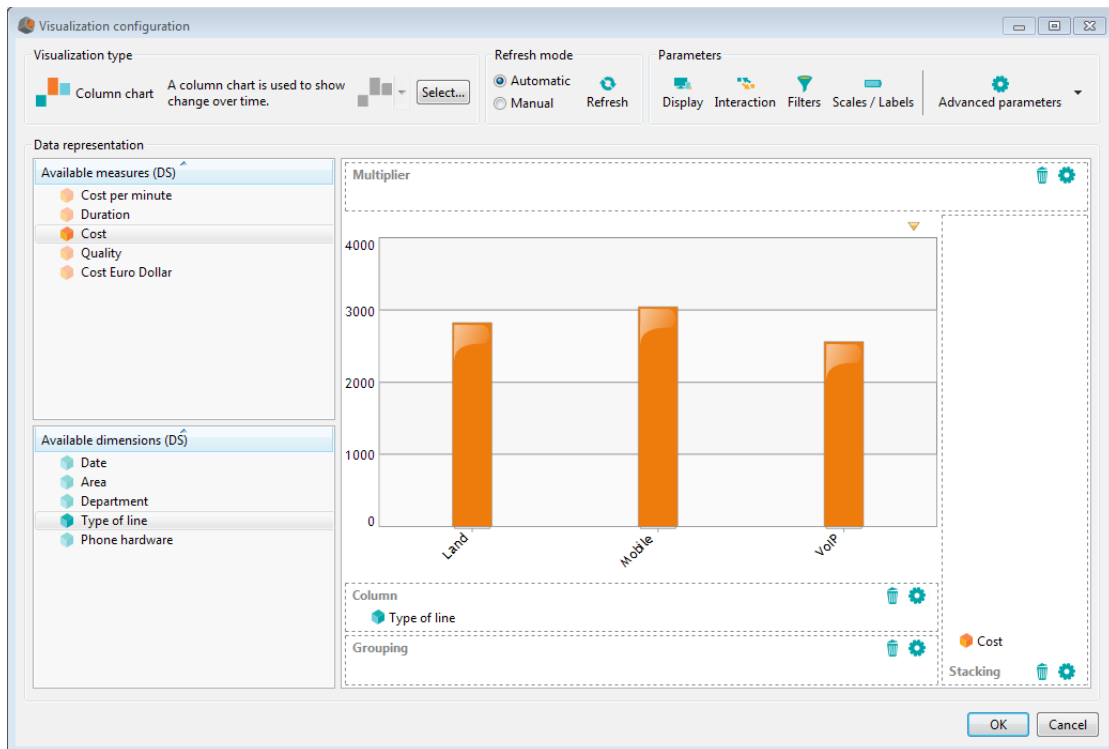 Visualization configuration
Visualization type
Column chart
A column chart is used to show
change over time.
Select...
Refresh mode
Automatic
Manual
Refresh
Parameters
Display
Interaction
Filters
Scales / Labels
Advanced parameters
Data representation
Available measures (DS)
Cost per minute
Duration
Cost
Quality
Cost Euro Dollar
Available dimensions (DS)
Date
Area
Department
Type of line
Phone hardware
Multiplier
4000
3000
2000
1000
0
Land
Mobile
VoIP
Column
Type of line
Grouping
Cost
Stacking
OK
Cancel